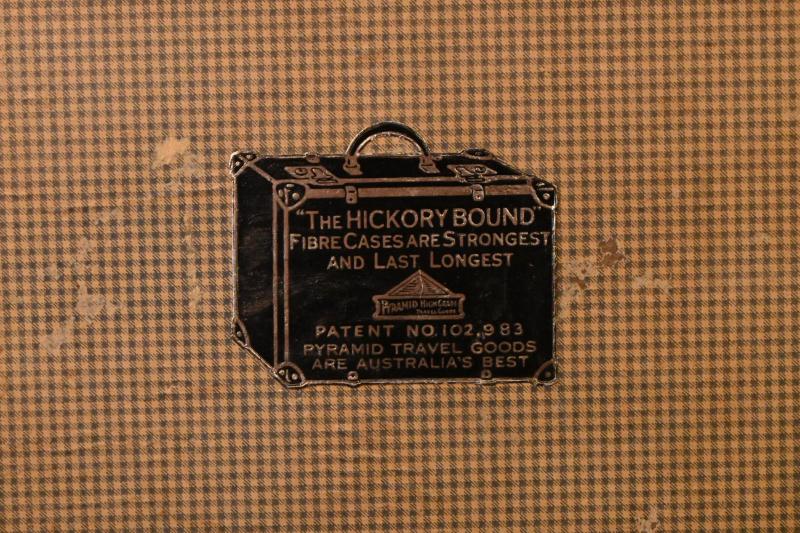 "THE HICKORY BOUND"
FIBRE CASES ARE STRONGEST
AND LAST LONGEST
PYRAMID HIGH GRADE
TRAVEL GOODS
PATENT NO. 102,983
PYRAMID TRAVEL GOODS
ARE AUSTRALIA'S BEST